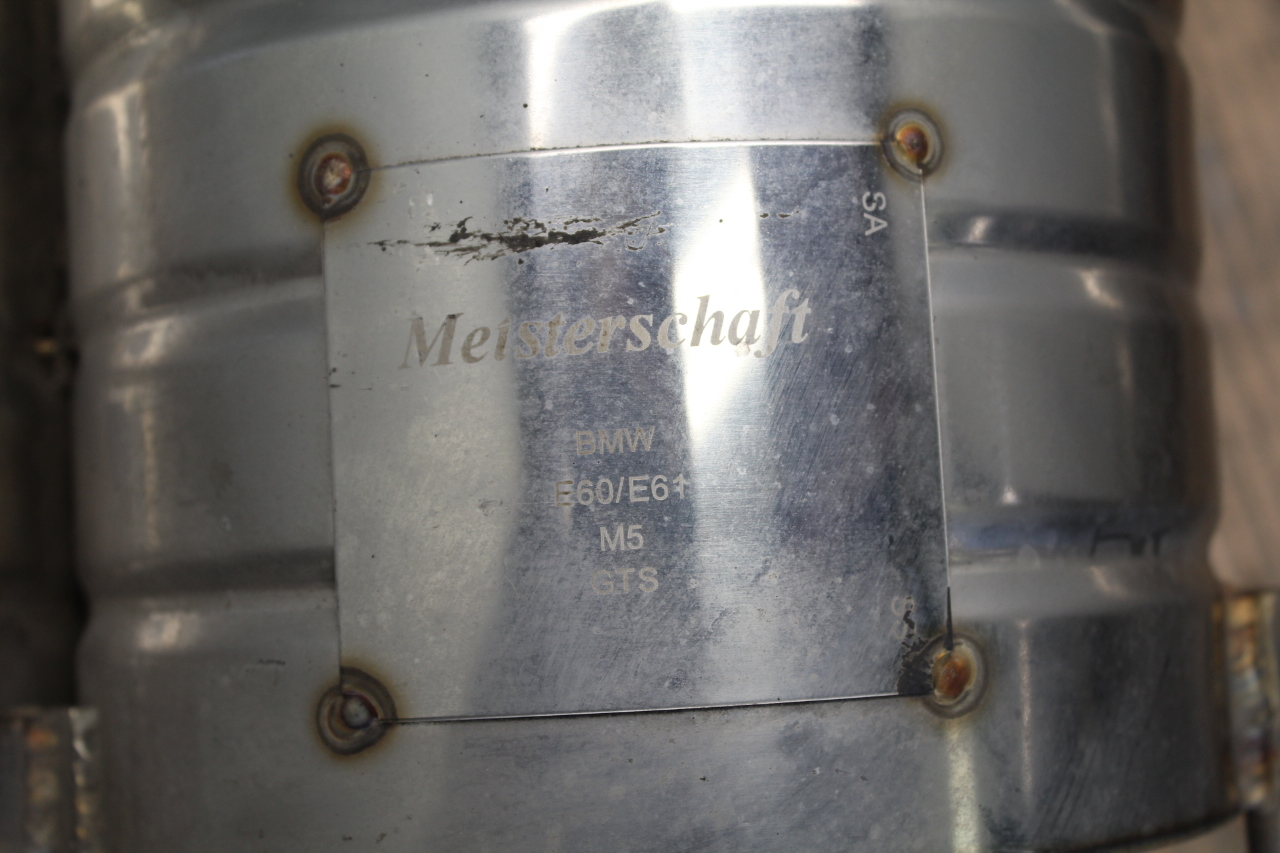 Meisterschaft
BMW
E60/E61
M5
GTS
SA